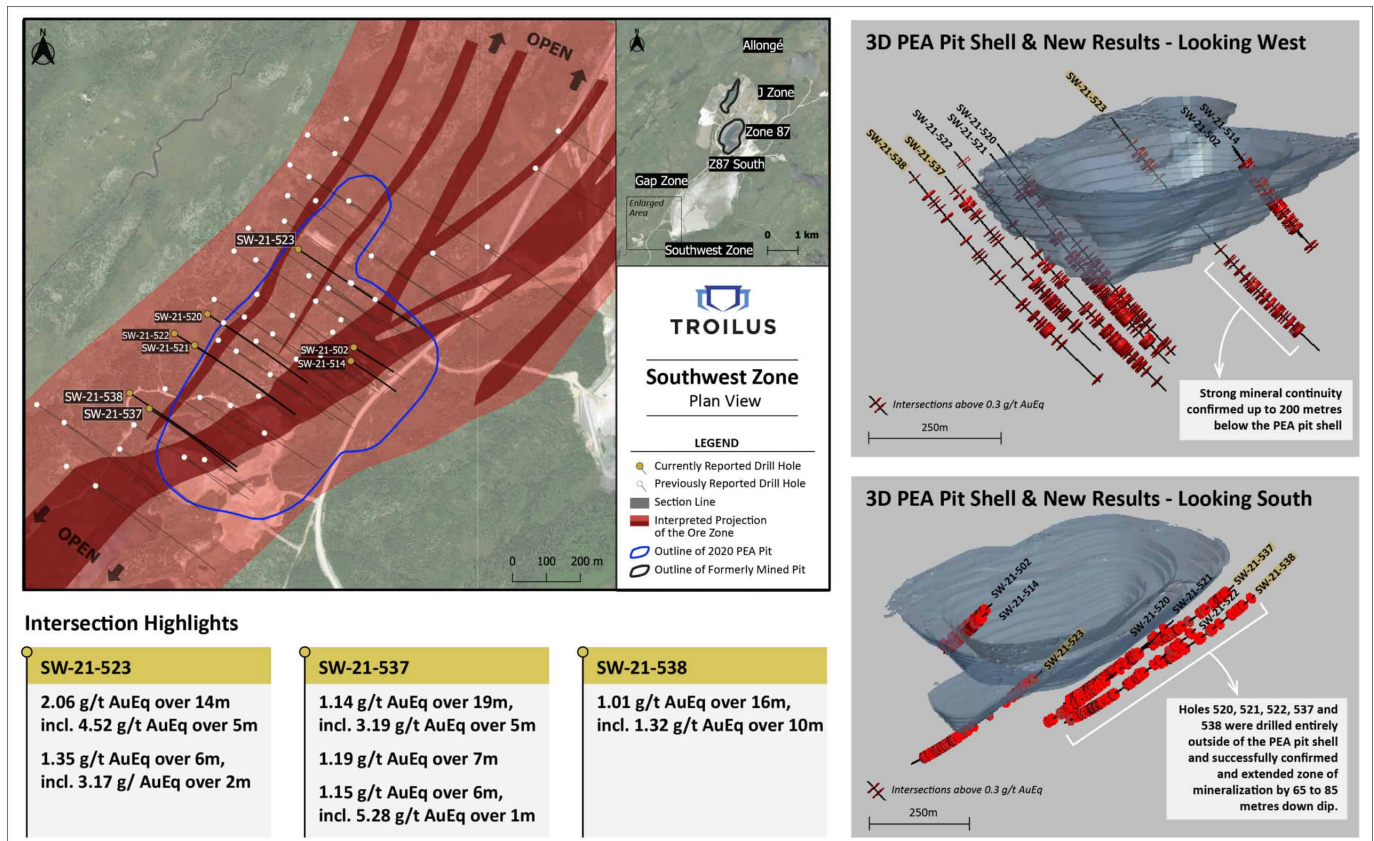 N
OPEN
SW-21-523
SW-21-520
SW-21-522
SW-21-521
SW-21-502
SW-21-514
SW-21-538
SW-21-537
OPEN
0 100 200 m
N
Allongé
J Zone
Zone 87
Z87 South
Gap Zone
Enlarged
Area
0 1 km
Southwest Zone
TROILUS
Southwest Zone
Plan View
LEGEND
Currently Reported Drill Hole
Previously Reported Drill Hole
Section Line
Interpreted Projection
of the Ore Zone
Outline of 2020 PEA Pit
Outline of Formerly Mined Pit
Intersection Highlights
SW-21-523
2.06 g/t AuEq over 14m
incl. 4.52 g/t AuEq over 5m
1.35 g/t AuEq over 6m,
incl. 3.17 g/ AuEq over 2m
SW-21-537
1.14 g/t AuEq over 19m,
incl. 3.19 g/t AuEq over 5m
1.19 g/t AuEq over 7m
1.15 g/t AuEq over 6m,
incl. 5.28 g/t AuEq over 1m
SW-21-538
1.01 g/t AuEq over 16m,
incl. 1.32 g/t AuEq over 10m
3D PEA Pit Shell & New Results - Looking West
SW-21-523
SW-21-514
SW-21-502
SW-21-520
SW-21-521
SW-21-522
SW-21-537
SW-21-538
Intersections above 0.3 g/t AuEq
250m
Strong mineral continuity
confirmed up to 200 metres
below the PEA pit shell
3D PEA Pit Shell & New Results - Looking South
SW-21-502
SW-21-514
SW-21-523
SW-21-520
SW-21-521
SW-21-522
SW-21-537
SW-21-538
Intersections above 0.3 g/t AuEq
250m
Holes 520, 521, 522, 537 and
538 were drilled entirely
outside of the PEA pit shell
and successfully confirmed
and extended zone of
mineralization by 65 to 85
metres down dip.